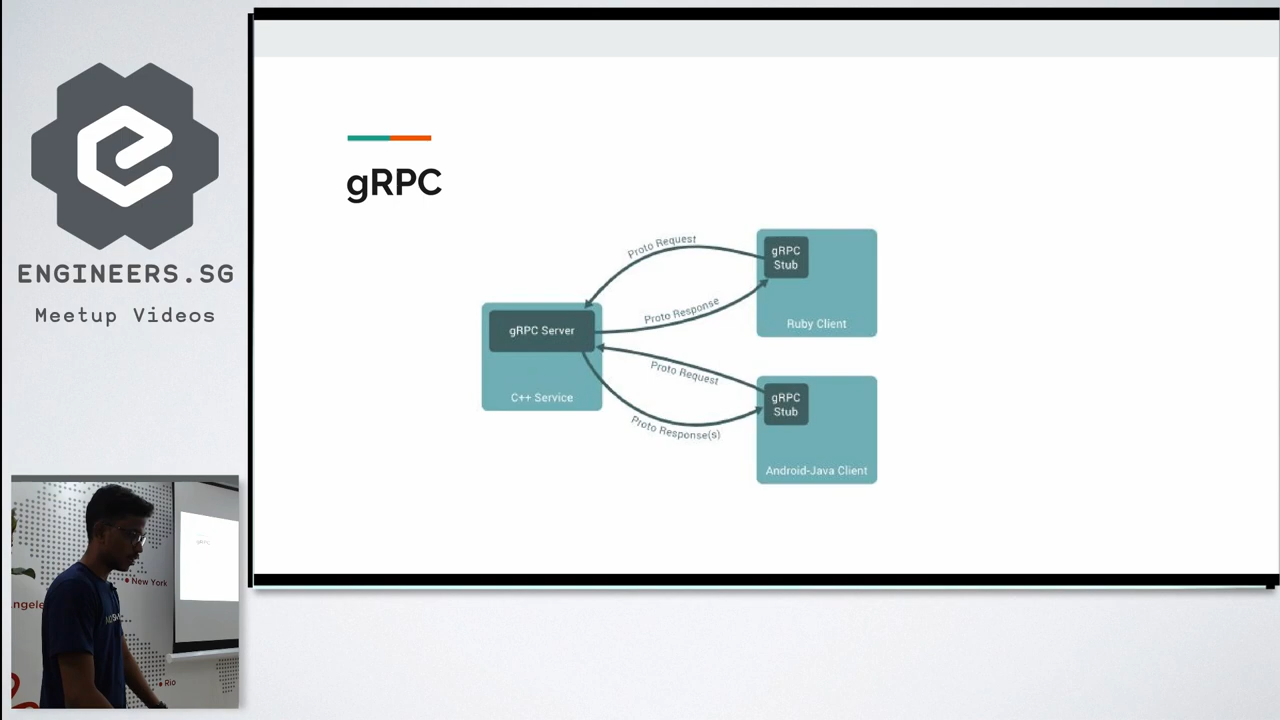 ENGINEERS.SG
Meetup Videos
gRPC
Proto Request
gRPC
Stub
Ruby Client
Proto Response
gRPC Server
C++ Service
Proto Request
gRPC
Stub
Android-Java Client
Proto Response(s)
New York
Rio